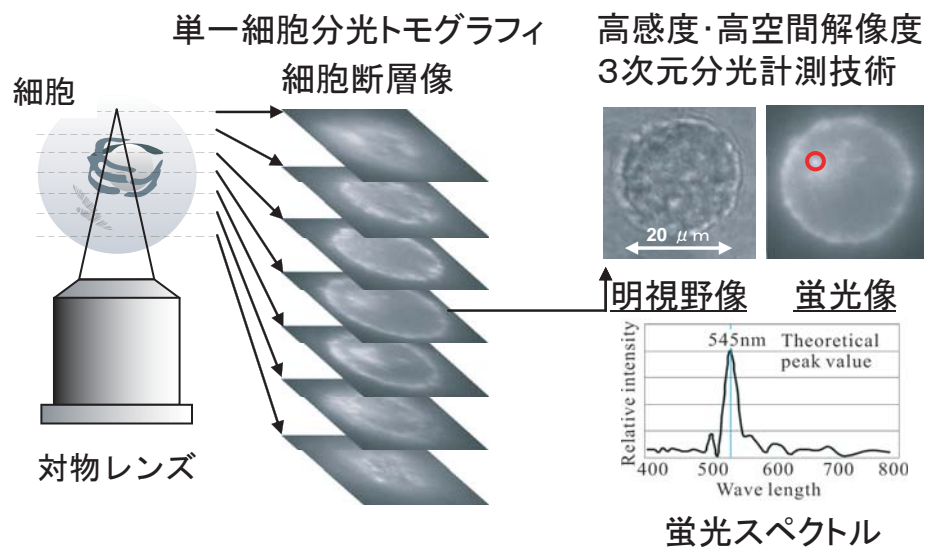 単一細胞分光トモグラフィ
細胞断層像
細胞
対物レンズ
高感度・高空間解像度
3次元分光計測技術
20 μm
明視野像
蛍光像
545nm
Theoretical
peak value
Relative intensity
400 500 600 700 800
Wave length
蛍光スペクトル